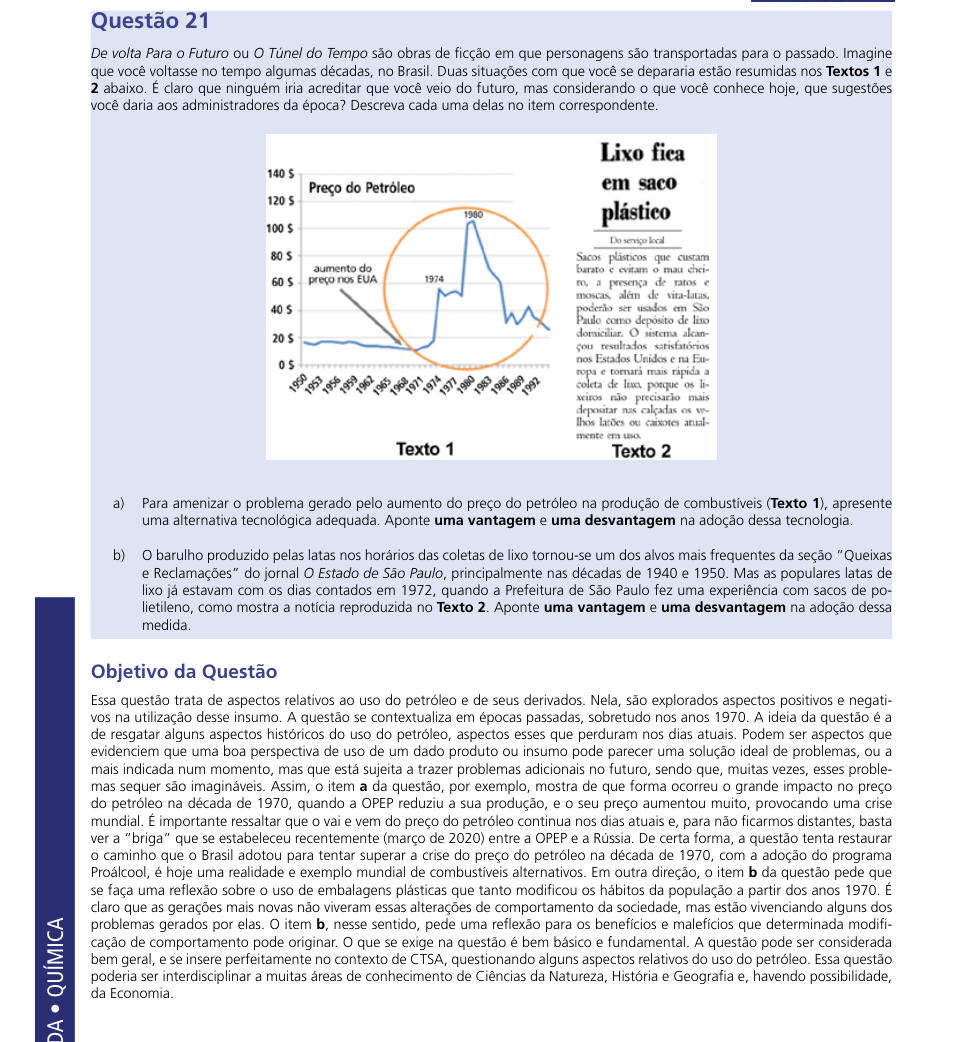 Questão 21
De volta Para o Futuro ou O Túnel do Tempo são obras de ficção em que personagens são transportadas para o passado. Imagine
que você voltasse no tempo algumas décadas, no Brasil. Duas situações com que você se depararia estão resumidas nos Textos 1 e
2 abaixo. É claro que ninguém iria acreditar que você veio do futuro, mas considerando o que você conhece hoje, que sugestões
você daria aos administradores da época? Descreva cada uma delas no item correspondente.
140 $
120 $
100 $
80 $
60 $
40 $
20 $
0 $
Preço do Petróleo
1980
1974
aumento do
preço nos EUA
1950
1953
1956
1959
1962
1965
1968
1971
1974
1977
1980
1983
1986
1989
1992
Texto 1
Lixo fica
em saco
plástico
Do serviço local
Sacos plásticos que custam
barato e evitam o mau chei-
ro, a presença de ratos e
moscas, além de vira-latas,
poderão ser usados em São
Paulo como depósito de lixo
domiciliar. O sistema alcan-
çou resultados satisfatórios
nos Estados Unidos e na Eu-
ropa e tornará mais rápida a
coleta de lixo, porque os li-
xeiros não precisarão mais
depositar nas calçadas os ve-
lhos latões ou caixotes atual-
mente em uso.
Texto 2
a) Para amenizar o problema gerado pelo aumento do preço do petróleo na produção de combustíveis (Texto 1), apresente
uma alternativa tecnológica adequada. Aponte uma vantagem e uma desvantagem na adoção dessa tecnologia.
b) O barulho produzido pelas latas nos horários das coletas de lixo tornou-se um dos alvos mais frequentes da seção “Queixas
e Reclamações” do jornal O Estado de São Paulo, principalmente nas décadas de 1940 e 1950. Mas as populares latas de
lixo já estavam com os dias contados em 1972, quando a Prefeitura de São Paulo fez uma experiência com sacos de po-
lietileno, como mostra a notícia reproduzida no Texto 2. Aponte uma vantagem e uma desvantagem na adoção dessa
medida.
Objetivo da Questão
Essa questão trata de aspectos relativos ao uso do petróleo e de seus derivados. Nela, são explorados aspectos positivos e negati-
vos na utilização desse insumo. A questão se contextualiza em épocas passadas, sobretudo nos anos 1970. A ideia da questão é a
de resgatar alguns aspectos históricos do uso do petróleo, aspectos esses que perduram nos dias atuais. Podem ser aspectos que
evidenciem que uma boa perspectiva de uso de um dado produto ou insumo pode parecer uma solução ideal de problemas, ou a
mais indicada num momento, mas que está sujeita a trazer problemas adicionais no futuro, sendo que, muitas vezes, esses proble-
mas sequer são imagináveis. Assim, o item a da questão, por exemplo, mostra de que forma ocorreu o grande impacto no preço
do petróleo na década de 1970, quando a OPEP reduziu a sua produção, e o seu preço aumentou muito, provocando uma crise
mundial. É importante ressaltar que o vai e vem do preço do petróleo continua nos dias atuais e, para não ficarmos distantes, basta
ver a “briga” que se estabeleceu recentemente (março de 2020) entre a OPEP e a Rússia. De certa forma, a questão tenta restaurar
o caminho que o Brasil adotou para tentar superar a crise do preço do petróleo na década de 1970, com a adoção do programa
Proálcool, é hoje uma realidade e exemplo mundial de combustíveis alternativos. Em outra direção, o item b da questão pede que
se faça uma reflexão sobre o uso de embalagens plásticas que tanto modificou os hábitos da população a partir dos anos 1970. É
claro que as gerações mais novas não viveram essas alterações de comportamento da sociedade, mas estão vivenciando alguns dos
problemas gerados por elas. O item b, nesse sentido, pede uma reflexão para os benefícios e malefícios que determinada modifi-
cação de comportamento pode originar. O que se exige na questão é bem básico e fundamental. A questão pode ser considerada
bem geral, e se insere perfeitamente no contexto de CTSA, questionando alguns aspectos relativos do uso do petróleo. Essa questão
poderia ser interdisciplinar a muitas áreas de conhecimento de Ciências da Natureza, História e Geografia e, havendo possibilidade,
da Economia.
DA • QUÍMICA